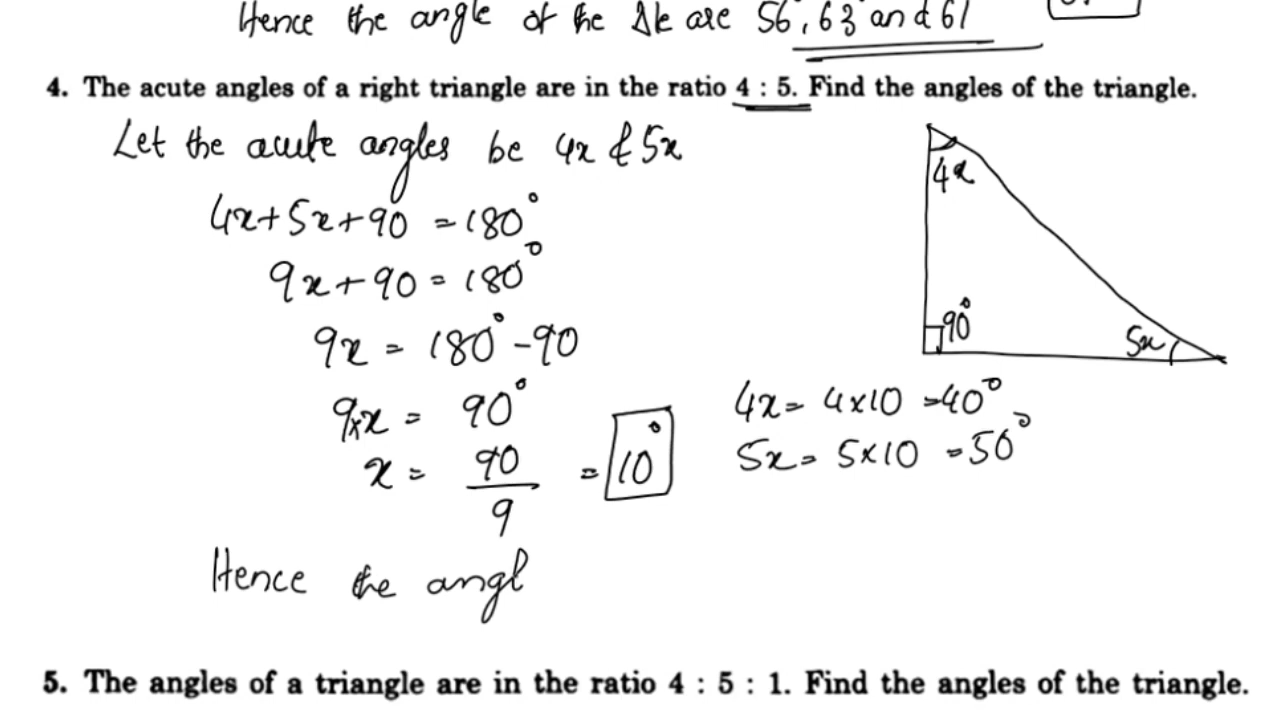 Hence the angle of the Δle are 56°, 63° and 61
4. The acute angles of a right triangle are in the ratio 4 : 5. Find the angles of the triangle.
Let the acute angles be 4x & 5x
4x
4x+5x+90 = 180°
9x+90 = 180°
90°
9x = 180° -90
5x
9×x = 90°
4x = 4×10 = 40°
x = 90/9 = 10°
5x = 5×10 = 50°
Hence the angl
5. The angles of a triangle are in the ratio 4 : 5 : 1. Find the angles of the triangle.